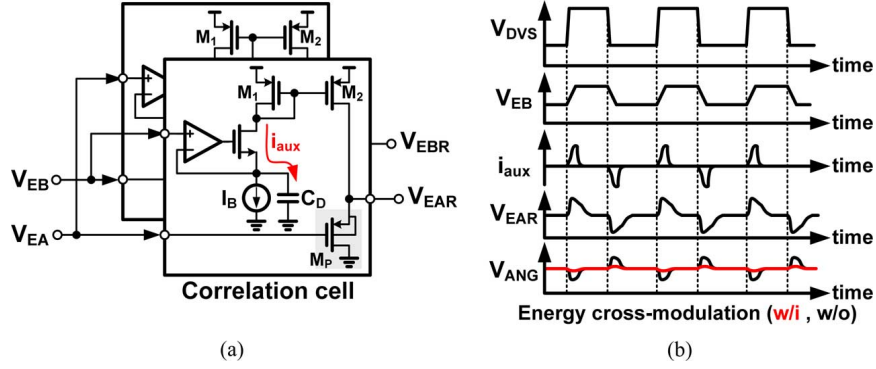 M1
M2
M1
M2
+
-
+
-
iaux
VEB
VEA
IB
CD
MP
VEBR
VEAR
Correlation cell
(a)
VDVS
time
VEB
time
iaux
time
VEAR
time
VANG
time
Energy cross-modulation (w/i , w/o)
(b)